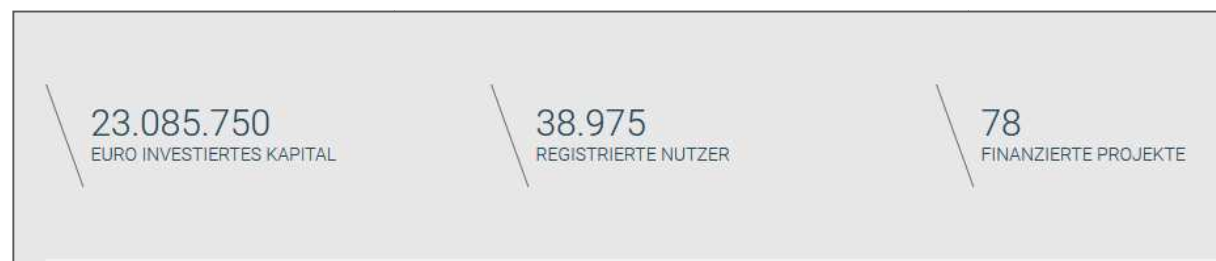 23.085.750
EURO INVESTIERTES KAPITAL
38.975
REGISTRIERTE NUTZER
78
FINANZIERTE PROJEKTE